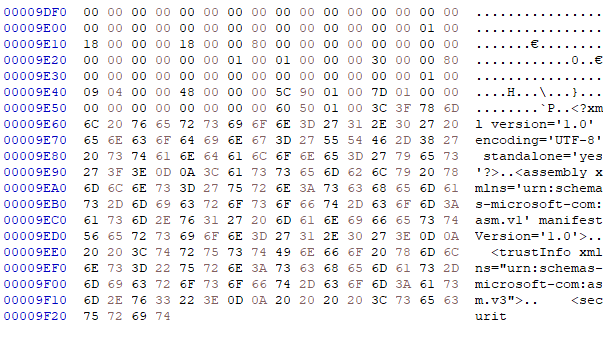 00009DF0 00 00 00 00 00 00 00 00 00 00 00 00 00 00 00 00 ................
00009E00 00 00 00 00 00 00 00 00 00 00 00 00 00 00 01 00 ................
00009E10 18 00 00 00 18 00 00 80 00 00 00 00 00 00 00 00 .......€........
00009E20 00 00 00 00 00 00 01 00 01 00 00 00 30 00 00 80 ............0..€
00009E30 00 00 00 00 00 00 00 00 00 00 00 00 00 00 01 00 ................
00009E40 09 04 00 00 48 00 00 00 5C 90 01 00 7D 01 00 00 ....H...\...}...
00009E50 00 00 00 00 00 00 00 00 60 50 01 00 3C 3F 78 6D ........`P..<?xm
00009E60 6C 20 76 65 72 73 69 6F 6E 3D 27 31 2E 30 27 20 l version='1.0'
00009E70 65 6E 63 6F 64 69 6E 67 3D 27 55 54 46 2D 38 27 encoding='UTF-8'
00009E80 20 73 74 61 6E 64 61 6C 6F 6E 65 3D 27 79 65 73 standalone='yes
00009E90 27 3F 3E 0D 0A 3C 61 73 73 65 6D 62 6C 79 20 78 '?>..<assembly x
00009EA0 6D 6C 6E 73 3D 27 75 72 6E 3A 73 63 68 65 6D 61 mlns='urn:schema
00009EB0 73 2D 6D 69 63 72 6F 73 6F 66 74 2D 63 6F 6D 3A s-microsoft-com:
00009EC0 61 73 6D 2E 76 31 27 20 6D 61 6E 69 66 65 73 74 asm.v1' manifest
00009ED0 56 65 72 73 69 6F 6E 3D 27 31 2E 30 27 3E 0D 0A Version='1.0'>..
00009EE0 20 20 3C 74 72 75 73 74 49 6E 66 6F 20 78 6D 6C <trustInfo xml
00009EF0 6E 73 3D 22 75 72 6E 3A 73 63 68 65 6D 61 73 2D ns="urn:schemas-
00009F00 6D 69 63 72 6F 73 6F 66 74 2D 63 6F 6D 3A 61 73 microsoft-com:as
00009F10 6D 2E 76 33 22 3E 0D 0A 20 20 20 20 3C 73 65 63 m.v3">..    <sec
00009F20 75 72 69 74 urit